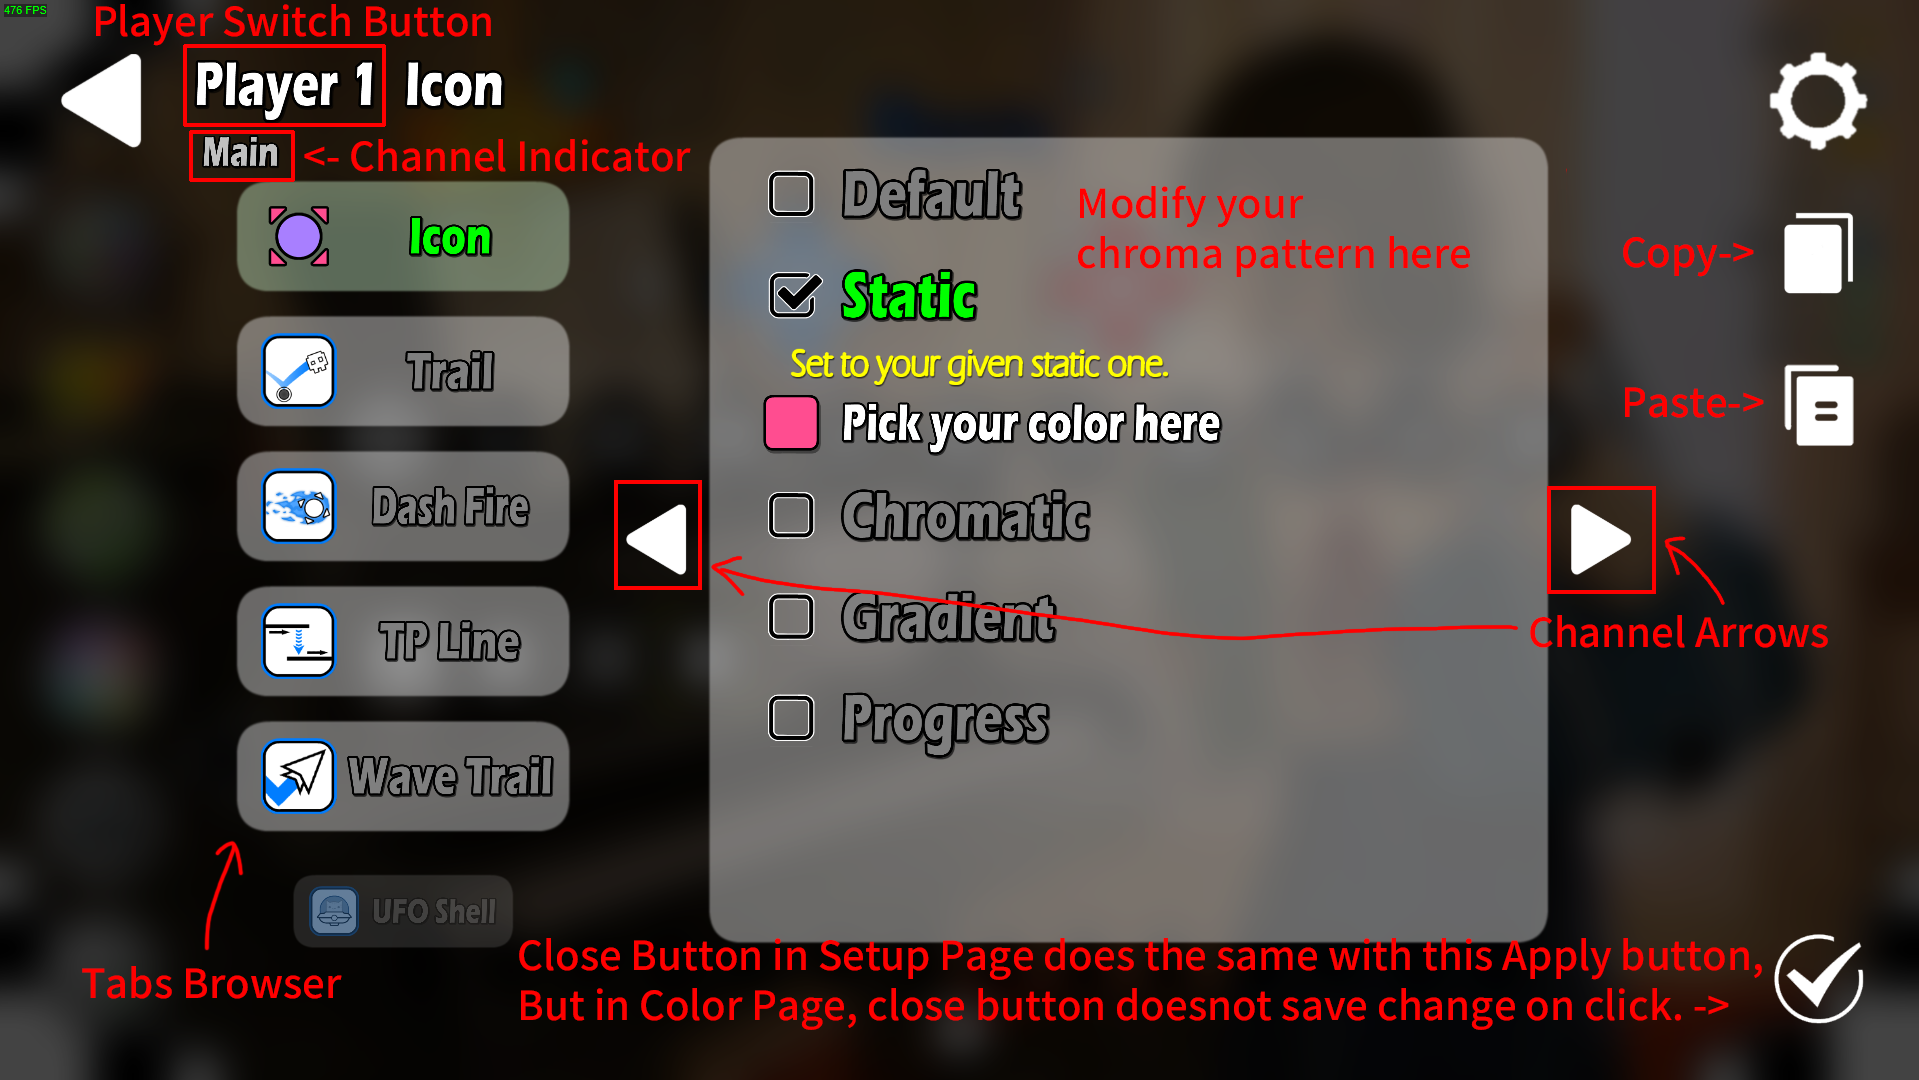 476 FPS
Player Switch Button
Player 1 Icon
Main <- Channel Indicator
Icon
Trail
Dash Fire
TP Line
Wave Trail
UFO Shell
Tabs Browser
Default
Modify your
chroma pattern here
Static
Set to your given static one.
Pick your color here
Chromatic
Gradient
Progress
Copy->
Paste->
Channel Arrows
Close Button in Setup Page does the same with this Apply button,
But in Color Page, close button doesnot save change on click. ->